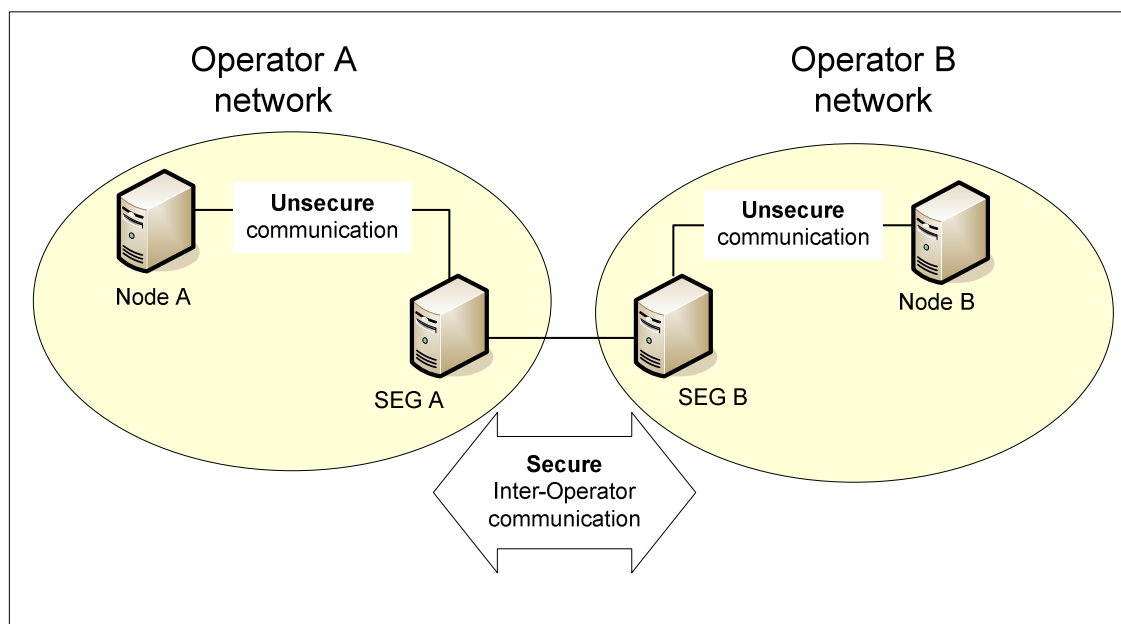 Operator A
network
Operator B
network
Unsecure
communication
Unsecure
communication
Node A
Node B
SEG A
SEG B
Secure
Inter-Operator
communication